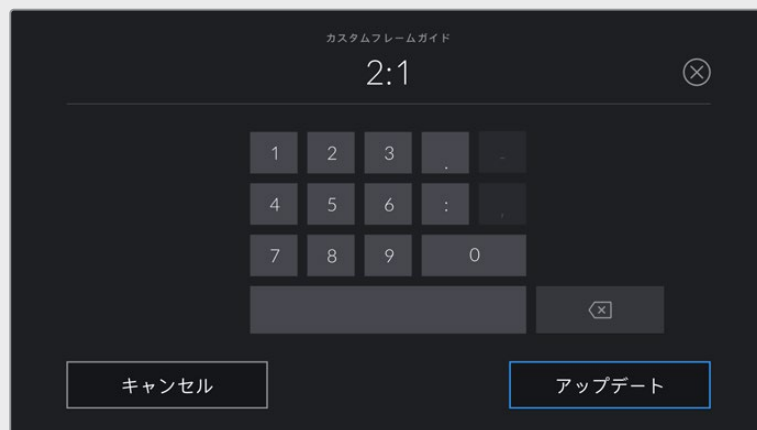 カスタムフレームガイド
2:1
1 2 3 . -
4 5 6 : ,
7 8 9 0
キャンセル
アップデート